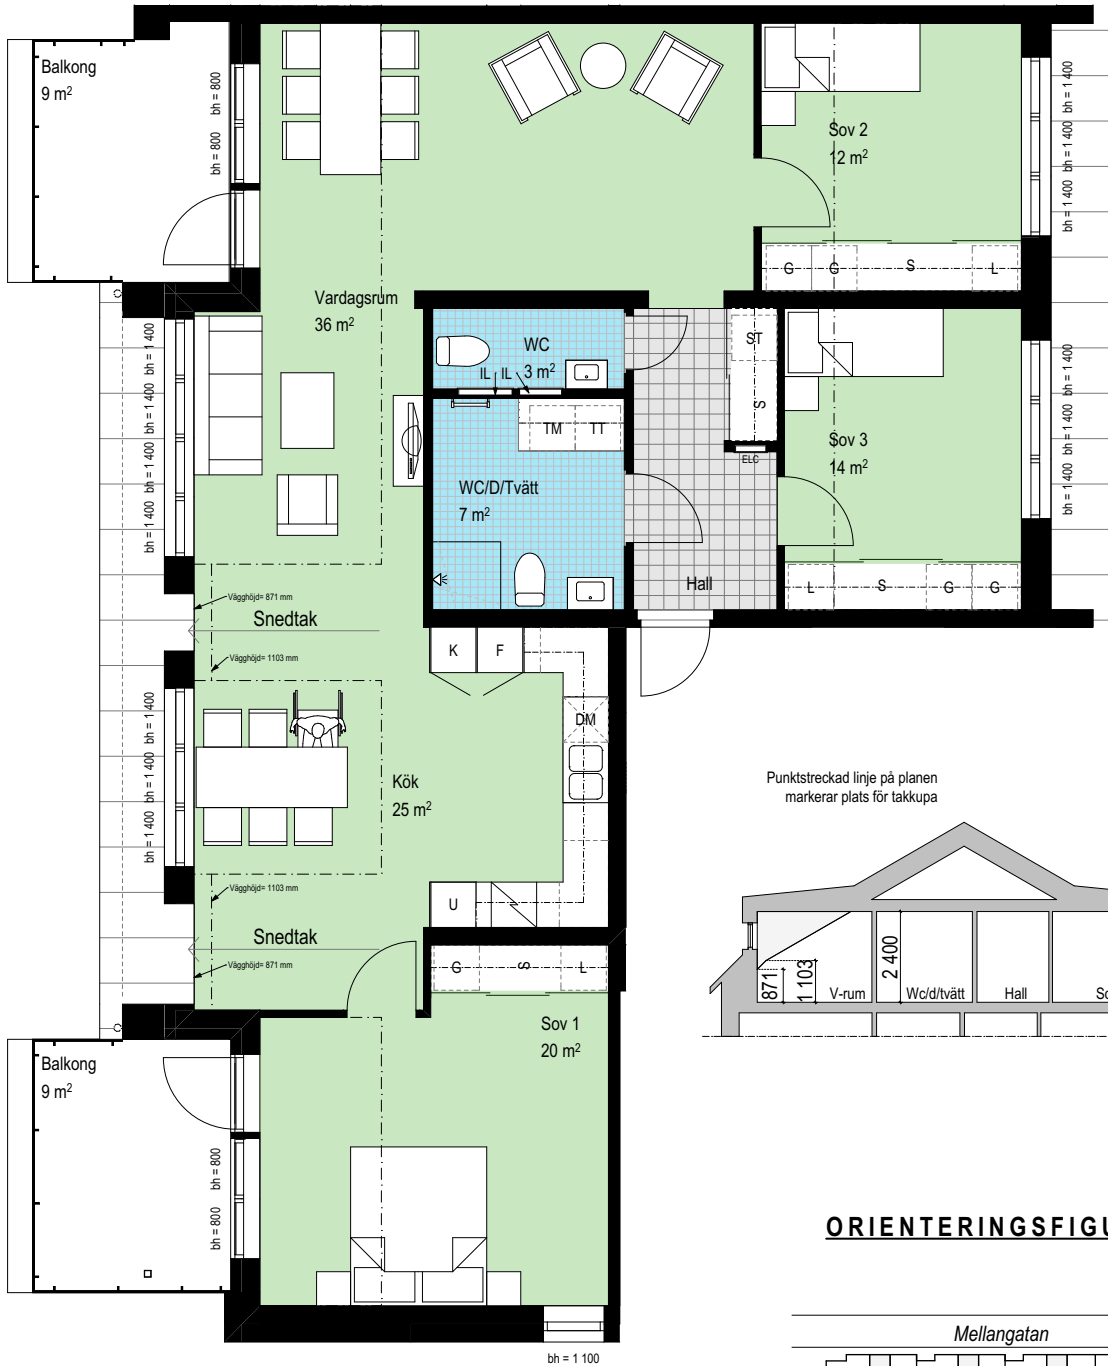 Balkong
9 m²
bh = 800 bh = 800
Sov 2
12 m²
bh = 1 400 bh = 1 400 bh = 1 400
G G S L
Vardagsrum
36 m²
WC
3 m²
IL IL
ST
S
ELC
TM TT
WC/D/Tvätt
7 m²
Sov 3
14 m²
bh = 1 400 bh = 1 400
bh = 1 400 bh = 1 400 bh = 1 400 bh = 1 400
Hall
L S G G
Vägghöjd= 871 mm
Snedtak
Vägghöjd= 1103 mm
K F
DM
bh = 1 400 bh = 1 400 bh = 1 400
Kök
25 m²
Punktstreckad linje på planen
markerar plats för takkupa
Vägghöjd= 1103 mm
U
Snedtak
Vägghöjd= 871 mm
G S L
871
1 103
2 400
V-rum
Wc/d/tvätt
Hall
So
Sov 1
20 m²
Balkong
9 m²
bh = 800 bh = 800
bh = 1 100
ORIENTERINGSFIGU
Mellangatan